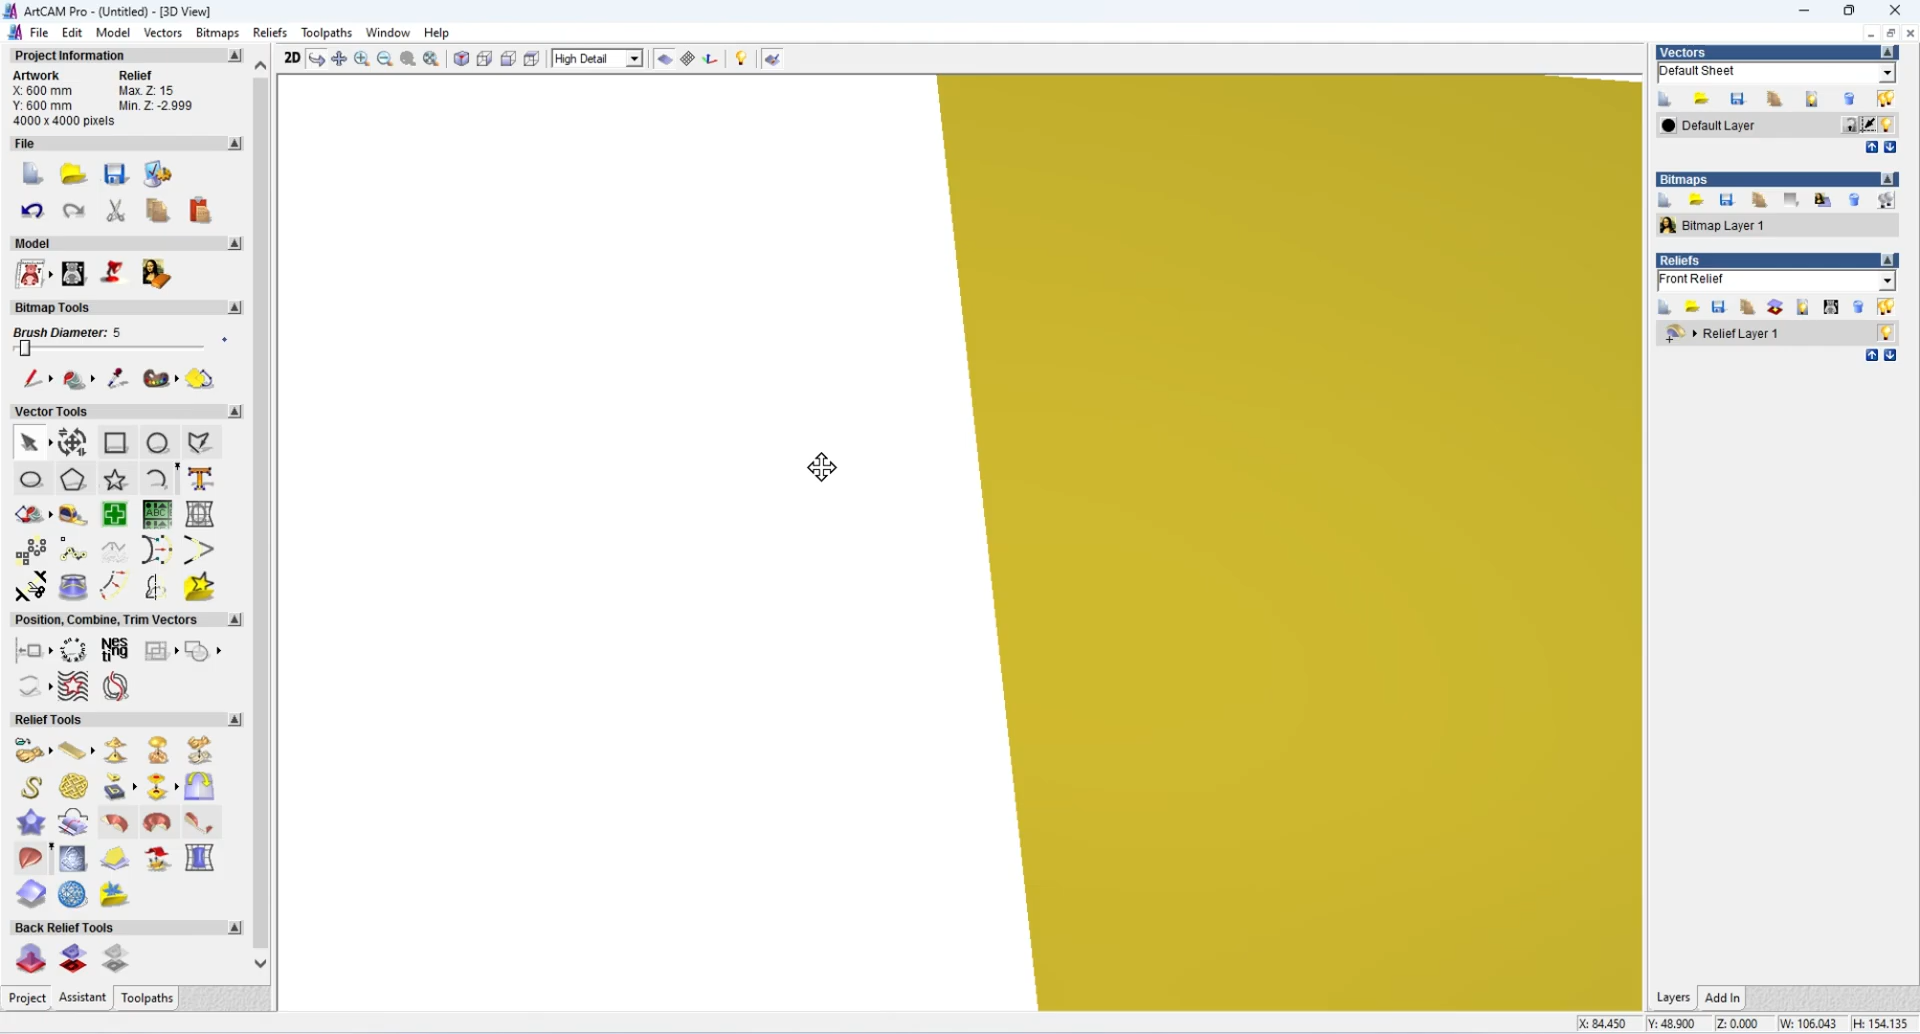 ArtCAM Pro - (Untitled) - [3D View]
File Edit Model Vectors Bitmaps Reliefs Toolpaths Window Help
2D High Detail
Project Information
Artwork Relief
X: 600 mm Max. Z: 15
Y: 600 mm Min. Z: -2.999
4000 x 4000 pixels
File
Model
Bitmap Tools
Brush Diameter: 5
Vector Tools
ABC
Position, Combine, Trim Vectors
Nes
ti
Relief Tools
Back Relief Tools
Project Assistant Toolpaths
Vectors
Default Sheet
Default Layer
Bitmaps
Bitmap Layer 1
Reliefs
Front Relief
Relief Layer 1
Layers Add In
X: 84.450 Y: 48.900 Z: 0.000 W: 106.043 H: 154.135